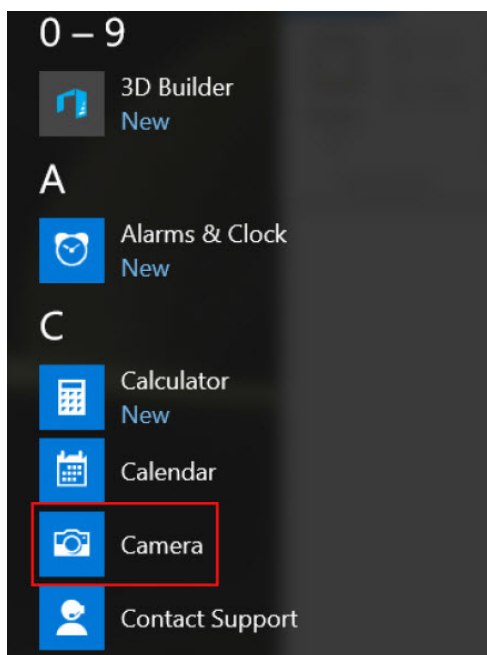 0 – 9
3D Builder
New
A
Alarms & Clock
New
C
Calculator
New
Calendar
Camera
Contact Support